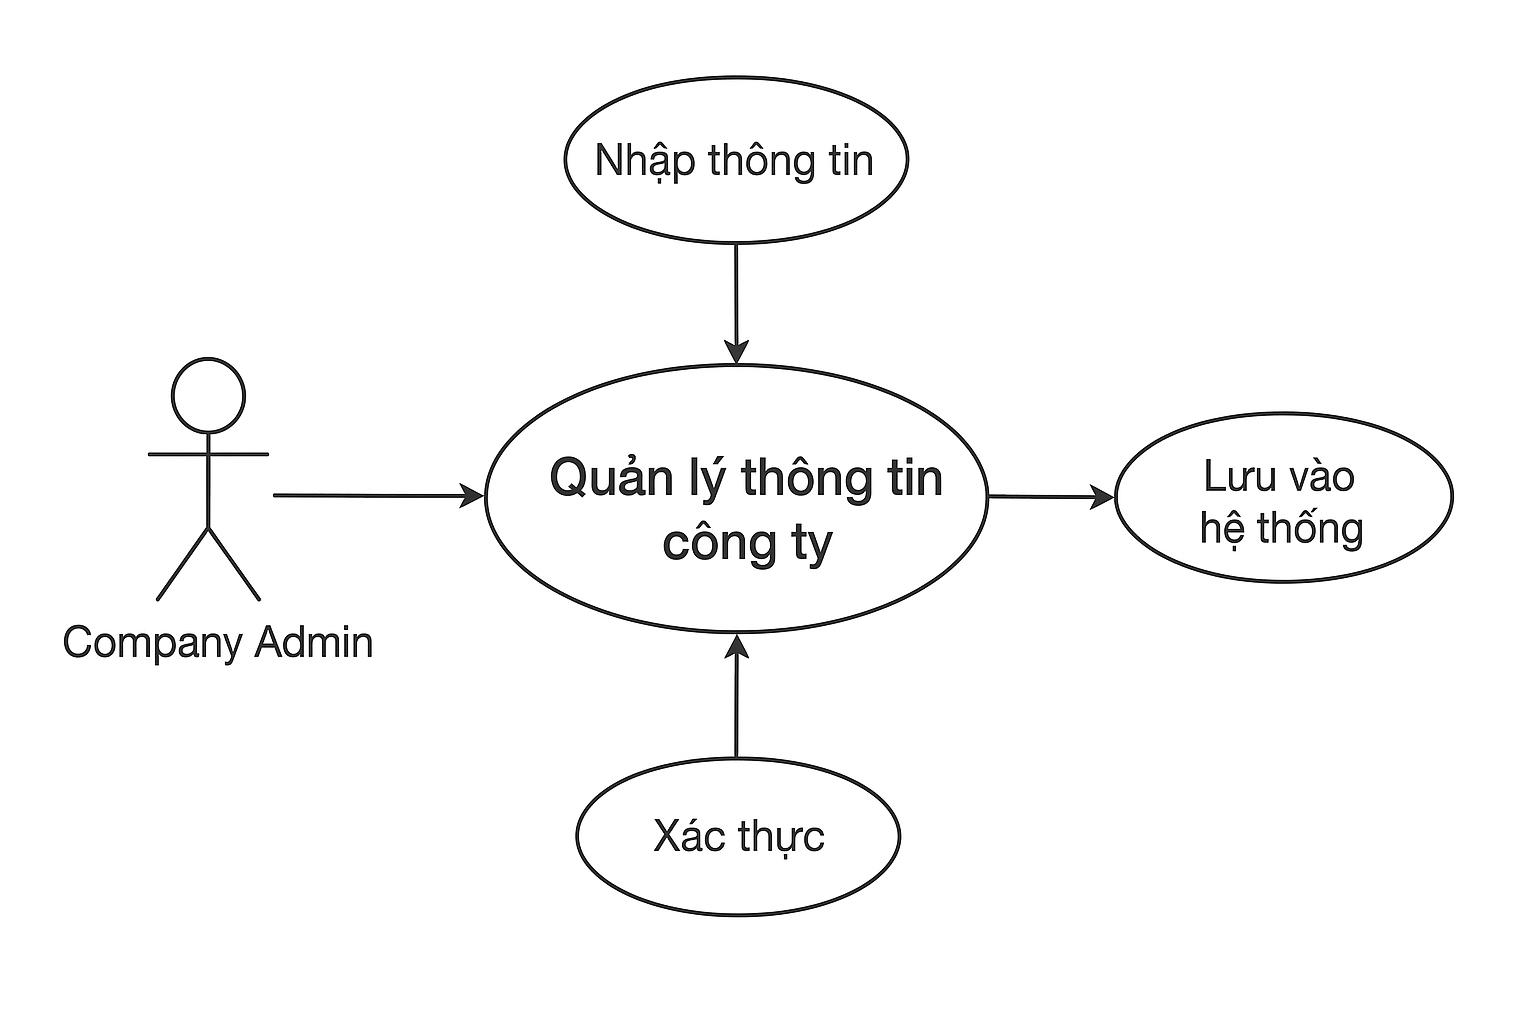 Nhập thông tin
Quản lý thông tin
công ty
Lưu vào
hệ thống
Company Admin
Xác thực